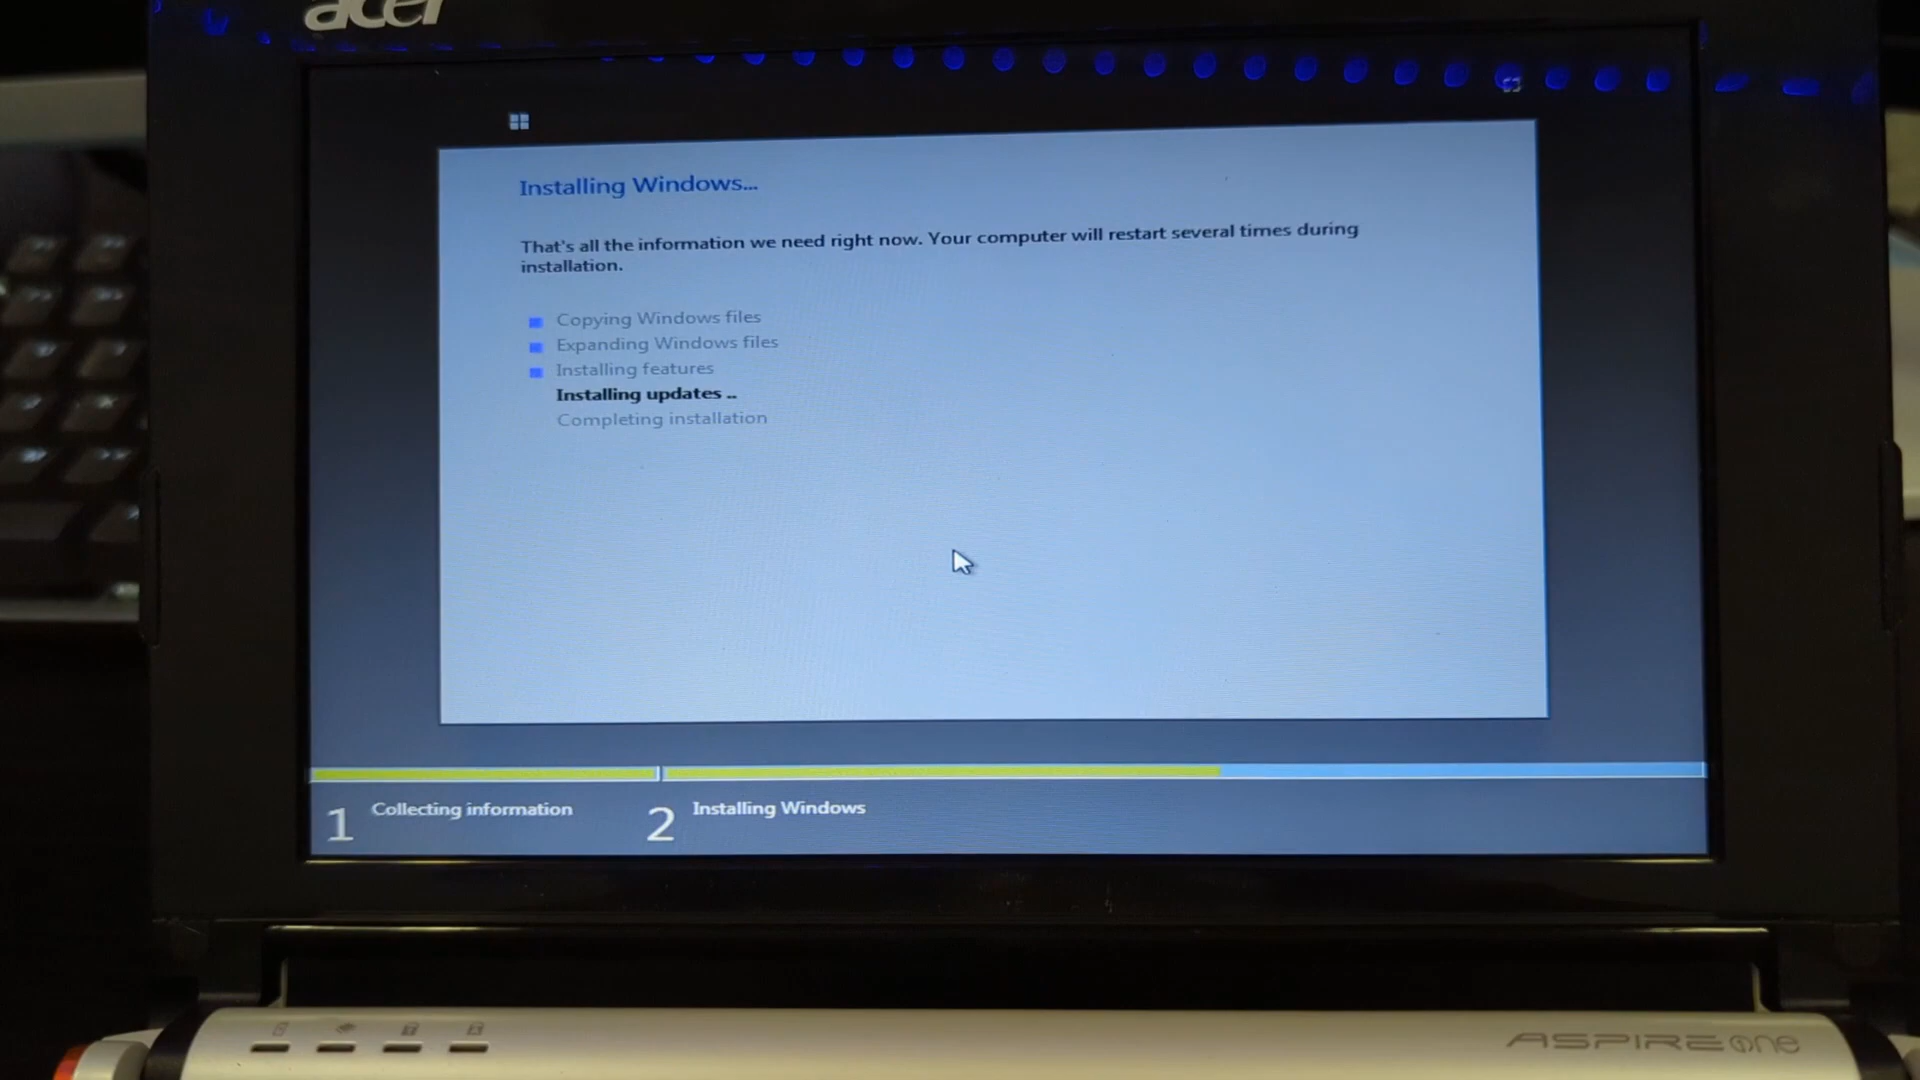 acer
Installing Windows...
That's all the information we need right now. Your computer will restart several times during
installation.
Copying Windows files
Expanding Windows files
Installing features
Installing updates ..
Completing installation
1 Collecting information
2 Installing Windows
ASPIRE one